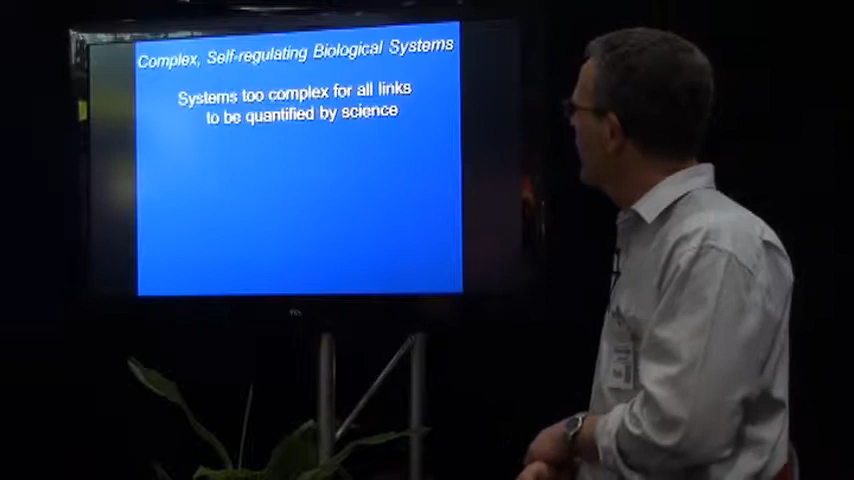 Complex, Self-regulating Biological Systems
Systems too complex for all links
to be quantified by science